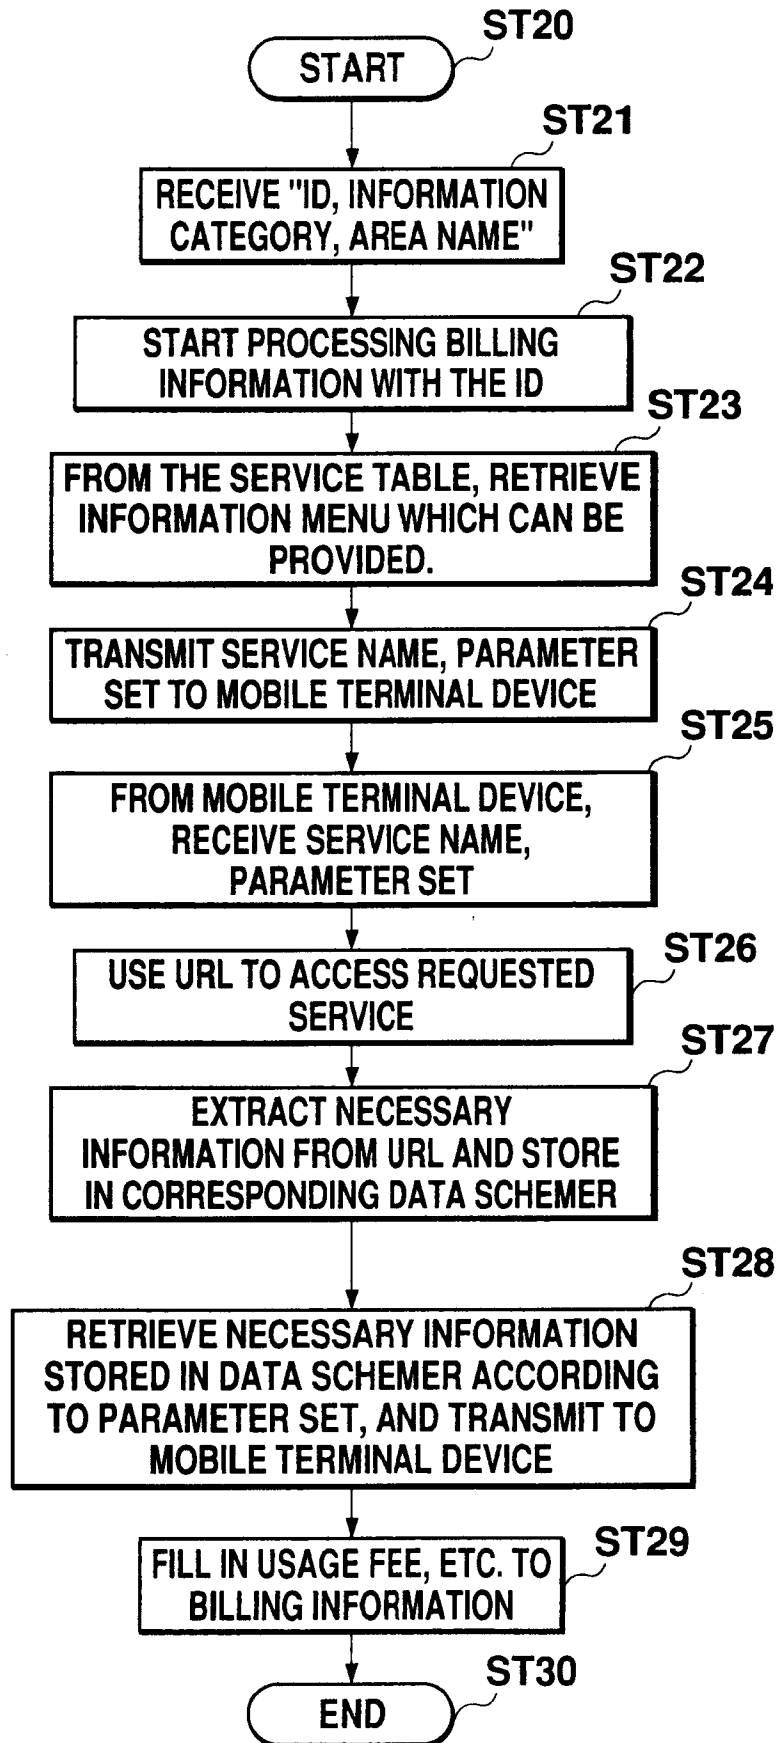 ST20
START
ST21
RECEIVE "ID, INFORMATION
CATEGORY, AREA NAME"
ST22
START PROCESSING BILLING
INFORMATION WITH THE ID
ST23
FROM THE SERVICE TABLE, RETRIEVE
INFORMATION MENU WHICH CAN BE
PROVIDED.
ST24
TRANSMIT SERVICE NAME, PARAMETER
SET TO MOBILE TERMINAL DEVICE
ST25
FROM MOBILE TERMINAL DEVICE,
RECEIVE SERVICE NAME,
PARAMETER SET
ST26
USE URL TO ACCESS REQUESTED
SERVICE
ST27
EXTRACT NECESSARY
INFORMATION FROM URL AND STORE
IN CORRESPONDING DATA SCHEMER
ST28
RETRIEVE NECESSARY INFORMATION
STORED IN DATA SCHEMER ACCORDING
TO PARAMETER SET, AND TRANSMIT TO
MOBILE TERMINAL DEVICE
ST29
FILL IN USAGE FEE, ETC. TO
BILLING INFORMATION
ST30
END